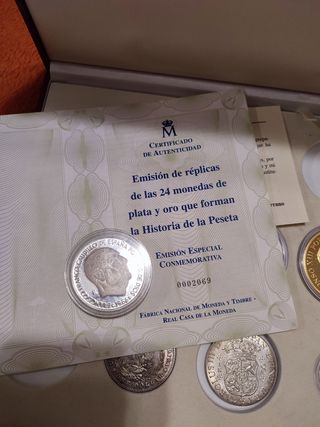 M
CERTIFICADO
DE AUTENTICIDAD
Emisión de réplicas
de las 24 monedas de
plata y oro que forman
la Historia de la Peseta
EMISIÓN ESPECIAL
CONMEMORATIVA
0002069
FÁBRICA NACIONAL DE MONEDA Y TIMBRE -
REAL CASA DE LA MONEDA